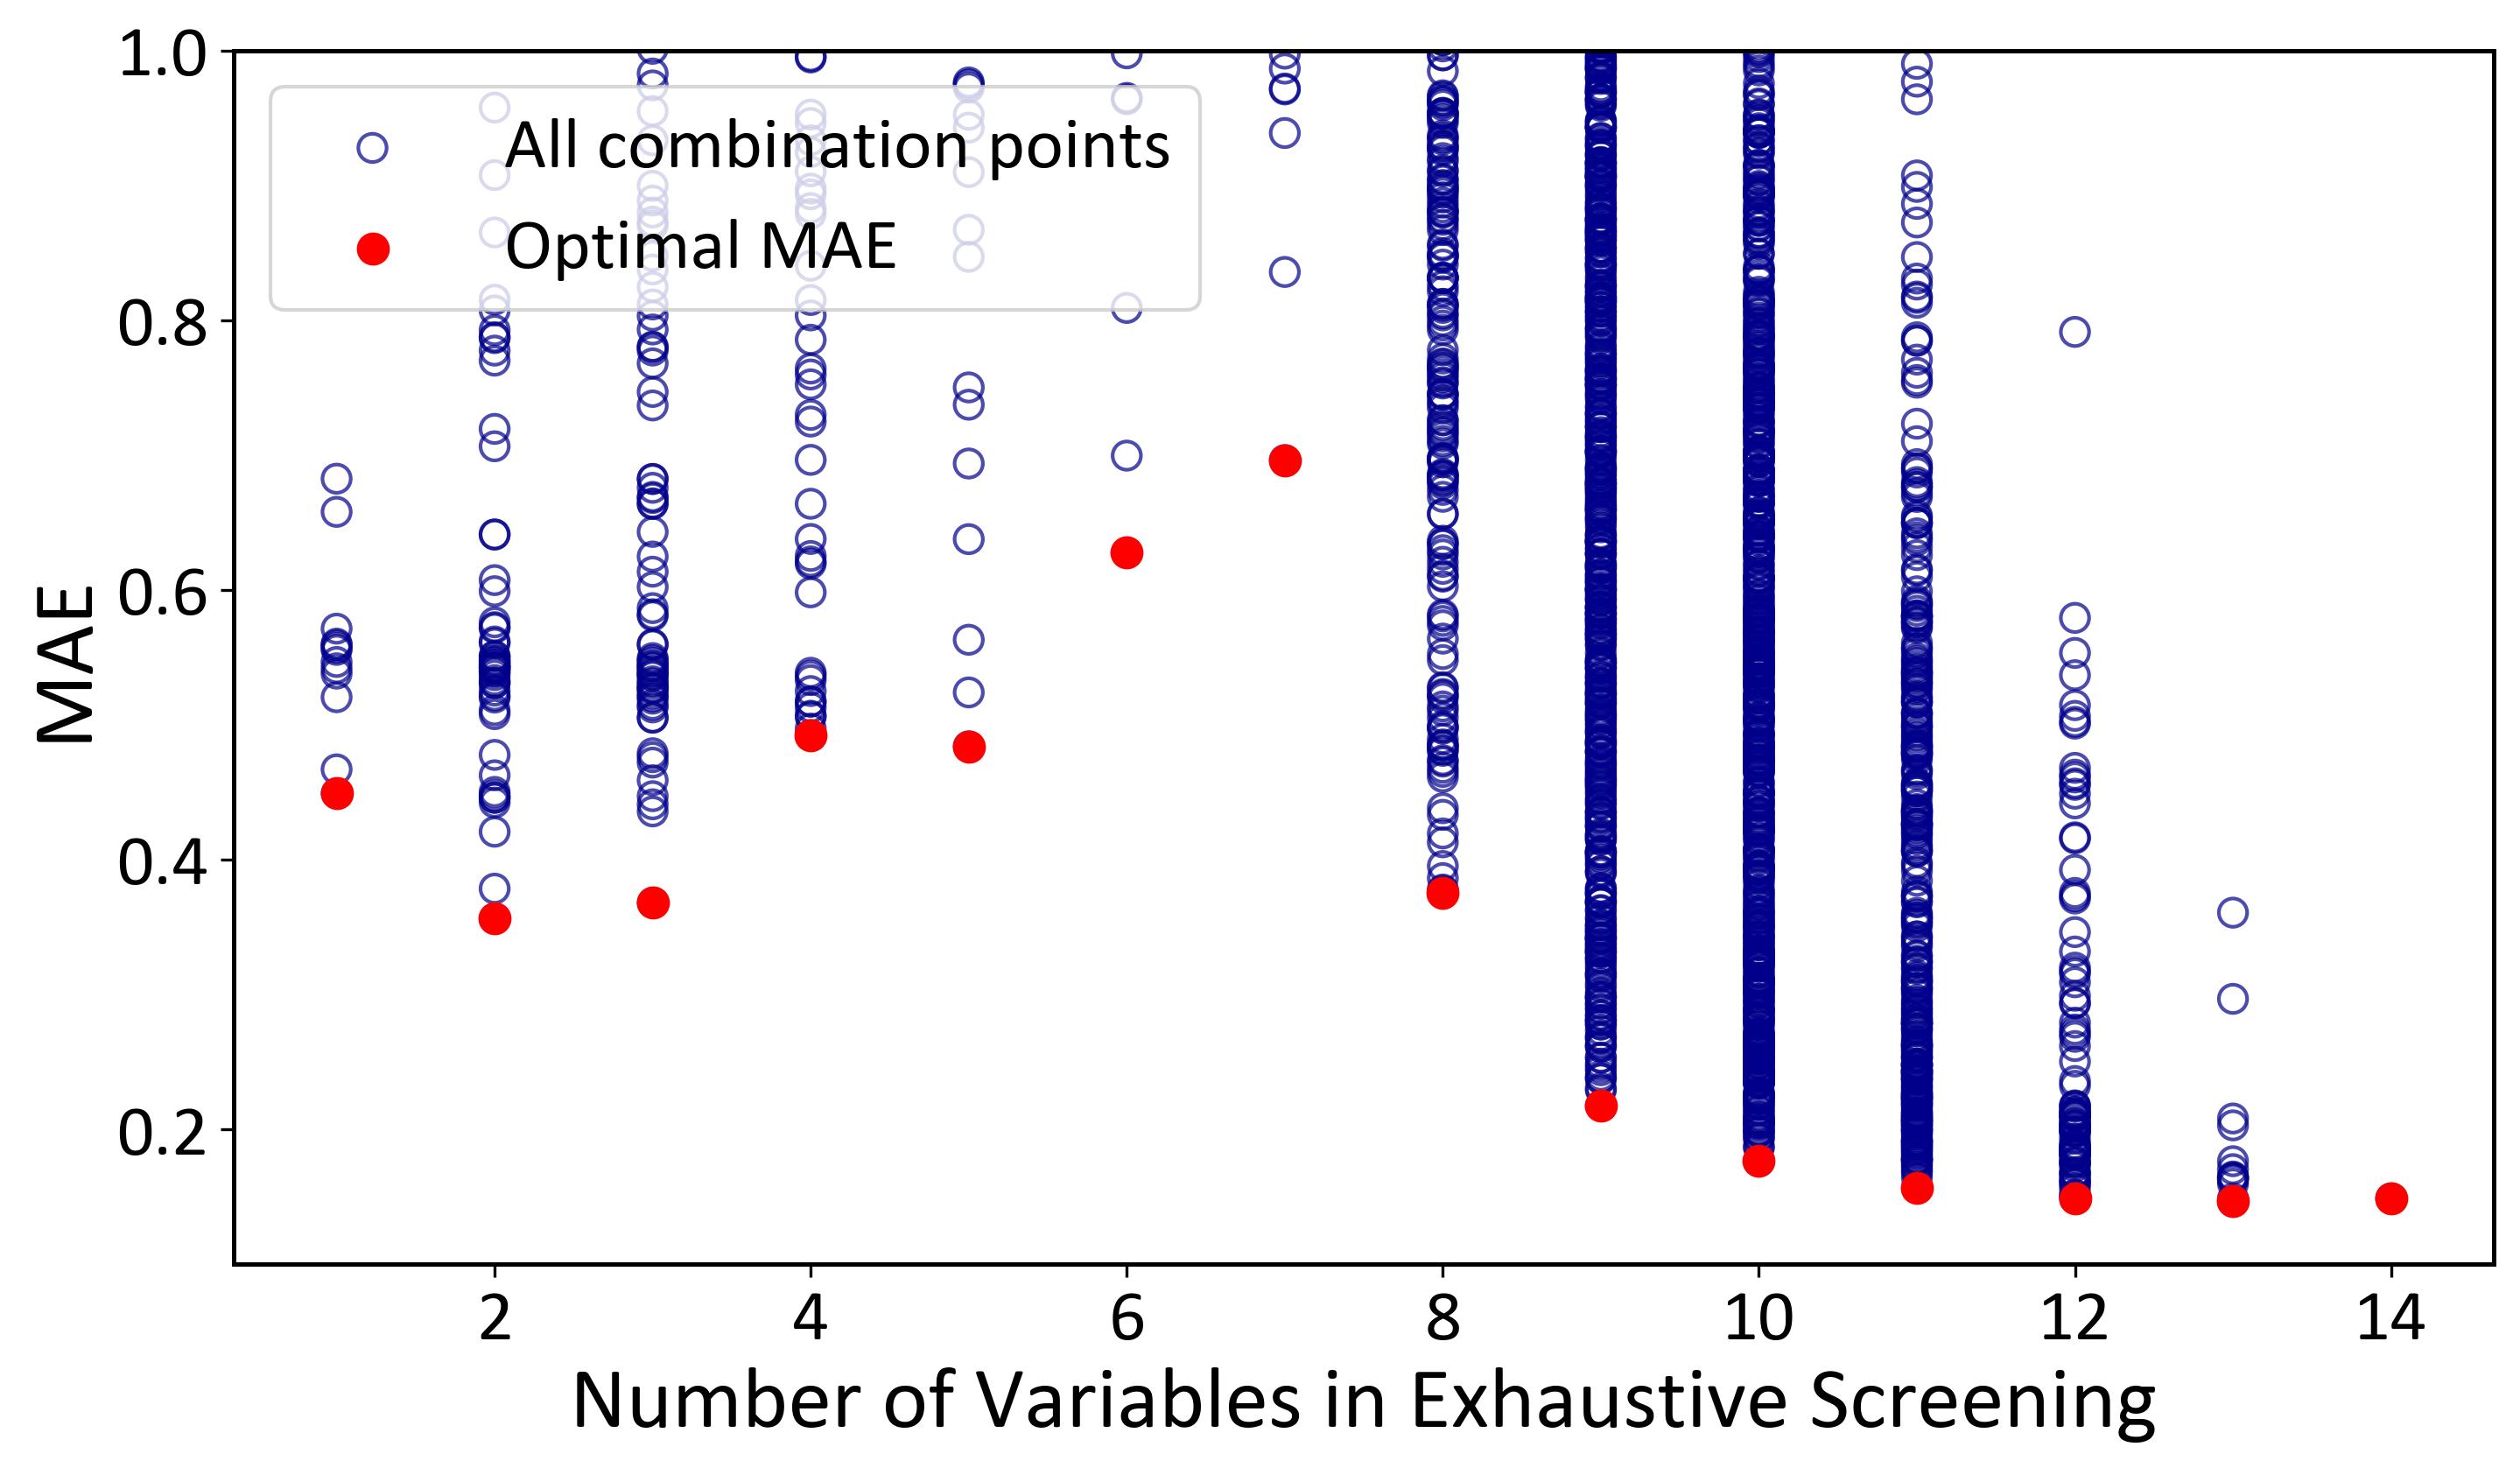 1.0
0.8
0.6
0.4
0.2
MAE
All combination points
Optimal MAE
2 4 6 8 10 12 14
Number of Variables in Exhaustive Screening